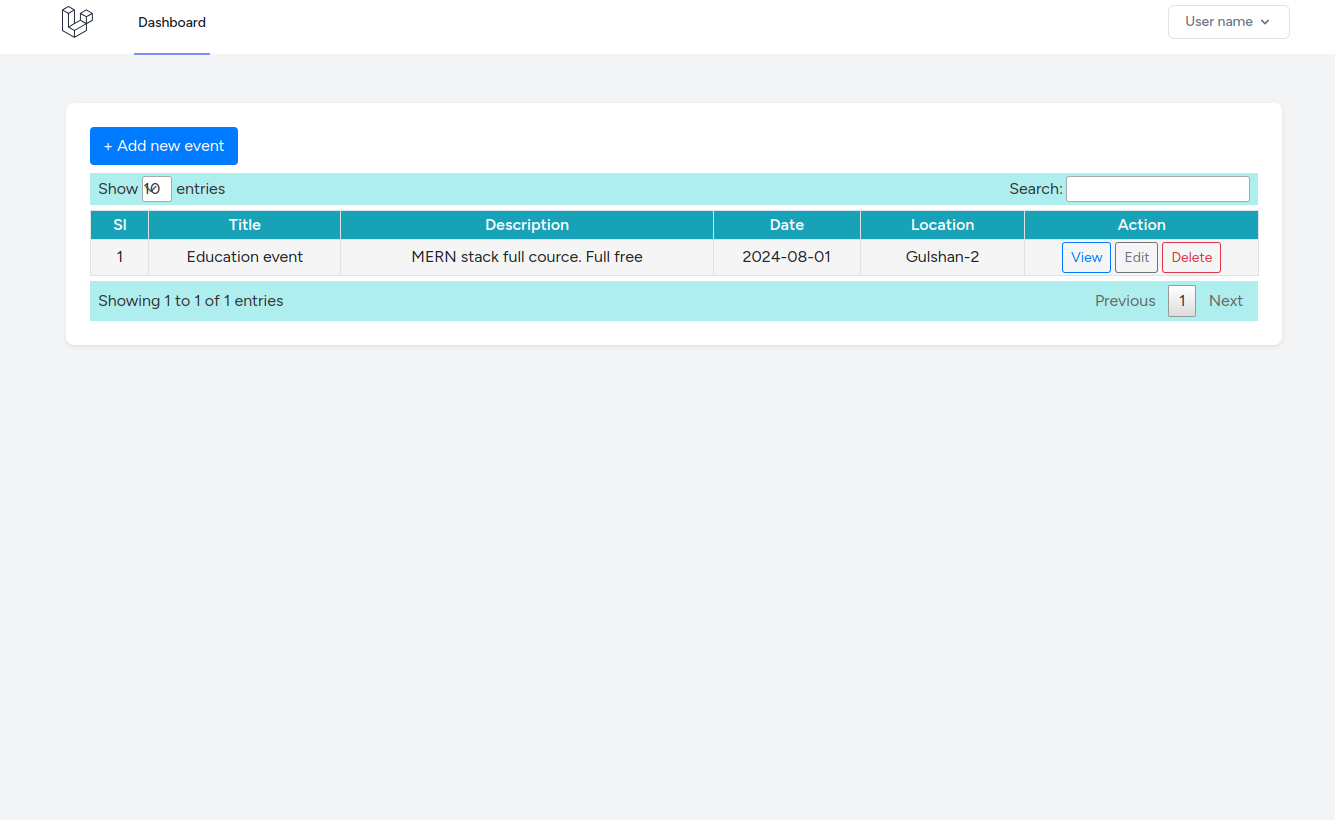 Dashboard
User name
+ Add new event
Show 10 entries
Search:
Sl Title Description Date Location Action
1 Education event MERN stack full cource. Full free 2024-08-01 Gulshan-2 View Edit Delete
Showing 1 to 1 of 1 entries
Previous 1 Next